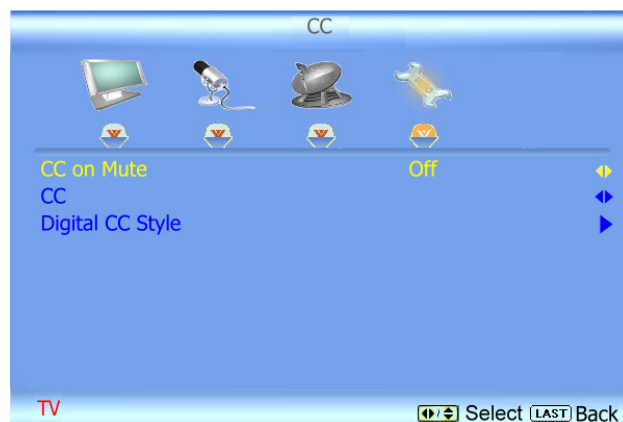 CC
CC on Mute Off
CC
Digital CC Style
TV Select LAST Back